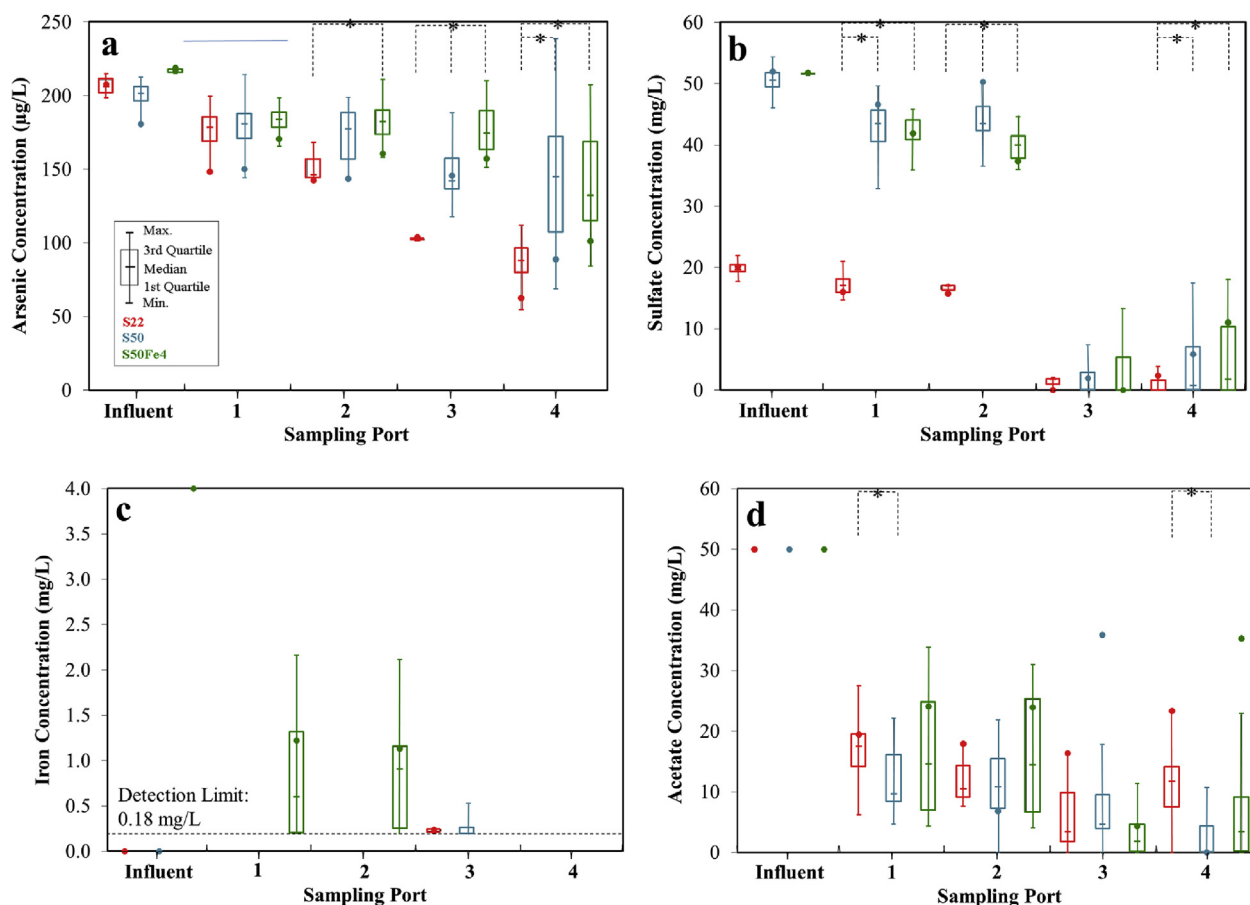 a
Arsenic Concentration (µg/L)
250
200
150
100
50
0
* * * *
Max.
3rd Quartile
Median
1st Quartile
Min.
S22
S50
S50Fe4
Influent 1 2 3 4
Sampling Port
b
Sulfate Concentration (mg/L)
60
50
40
30
20
10
0
* * * * *
Influent 1 2 3 4
Sampling Port
c
Iron Concentration (mg/L)
4.0
3.5
3.0
2.5
2.0
1.5
1.0
0.5
0.0
Detection Limit:
0.18 mg/L
Influent 1 2 3 4
Sampling Port
d
Acetate Concentration (mg/L)
60
50
40
30
20
10
0
* *
Influent 1 2 3 4
Sampling Port